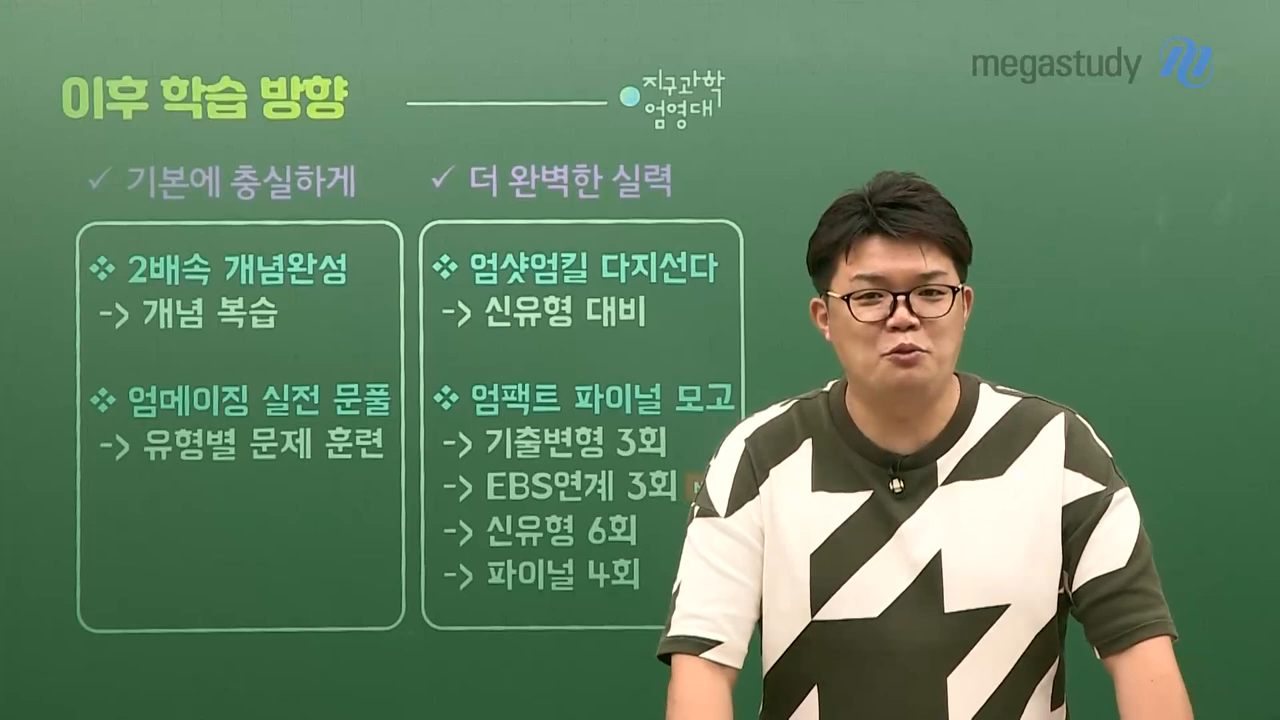 이후 학습 방향
지구과학
엄영대
megastudy
✓ 기본에 충실하게
❖ 2배속 개념완성
-> 개념 복습
❖ 엄메이징 실전 문풀
-> 유형별 문제 훈련
✓ 더 완벽한 실력
❖ 엄샷엄킬 다지선다
-> 신유형 대비
❖ 엄팩트 파이널 모고
-> 기출변형 3회
-> EBS연계 3회
-> 신유형 6회
-> 파이널 4회